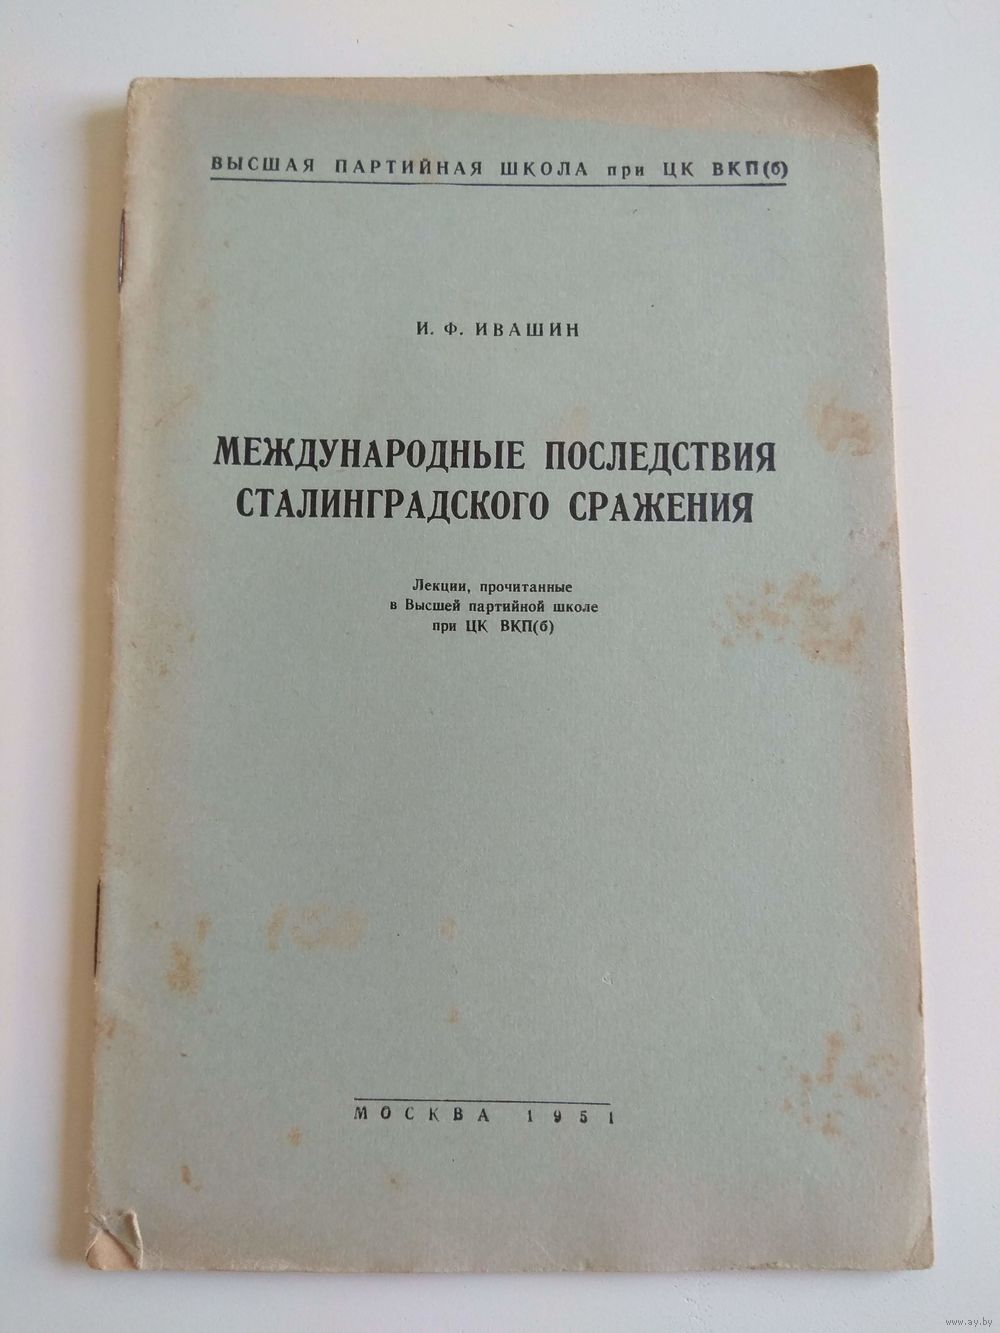 ВЫСШАЯ ПАРТИЙНАЯ ШКОЛА при ЦК ВКП(б)
И. Ф. ИВАШИН
МЕЖДУНАРОДНЫЕ ПОСЛЕДСТВИЯ
СТАЛИНГРАДСКОГО СРАЖЕНИЯ
Лекции, прочитанные
в Высшей партийной школе
при ЦК ВКП(б)
МОСКВА 1951
www.ay.by